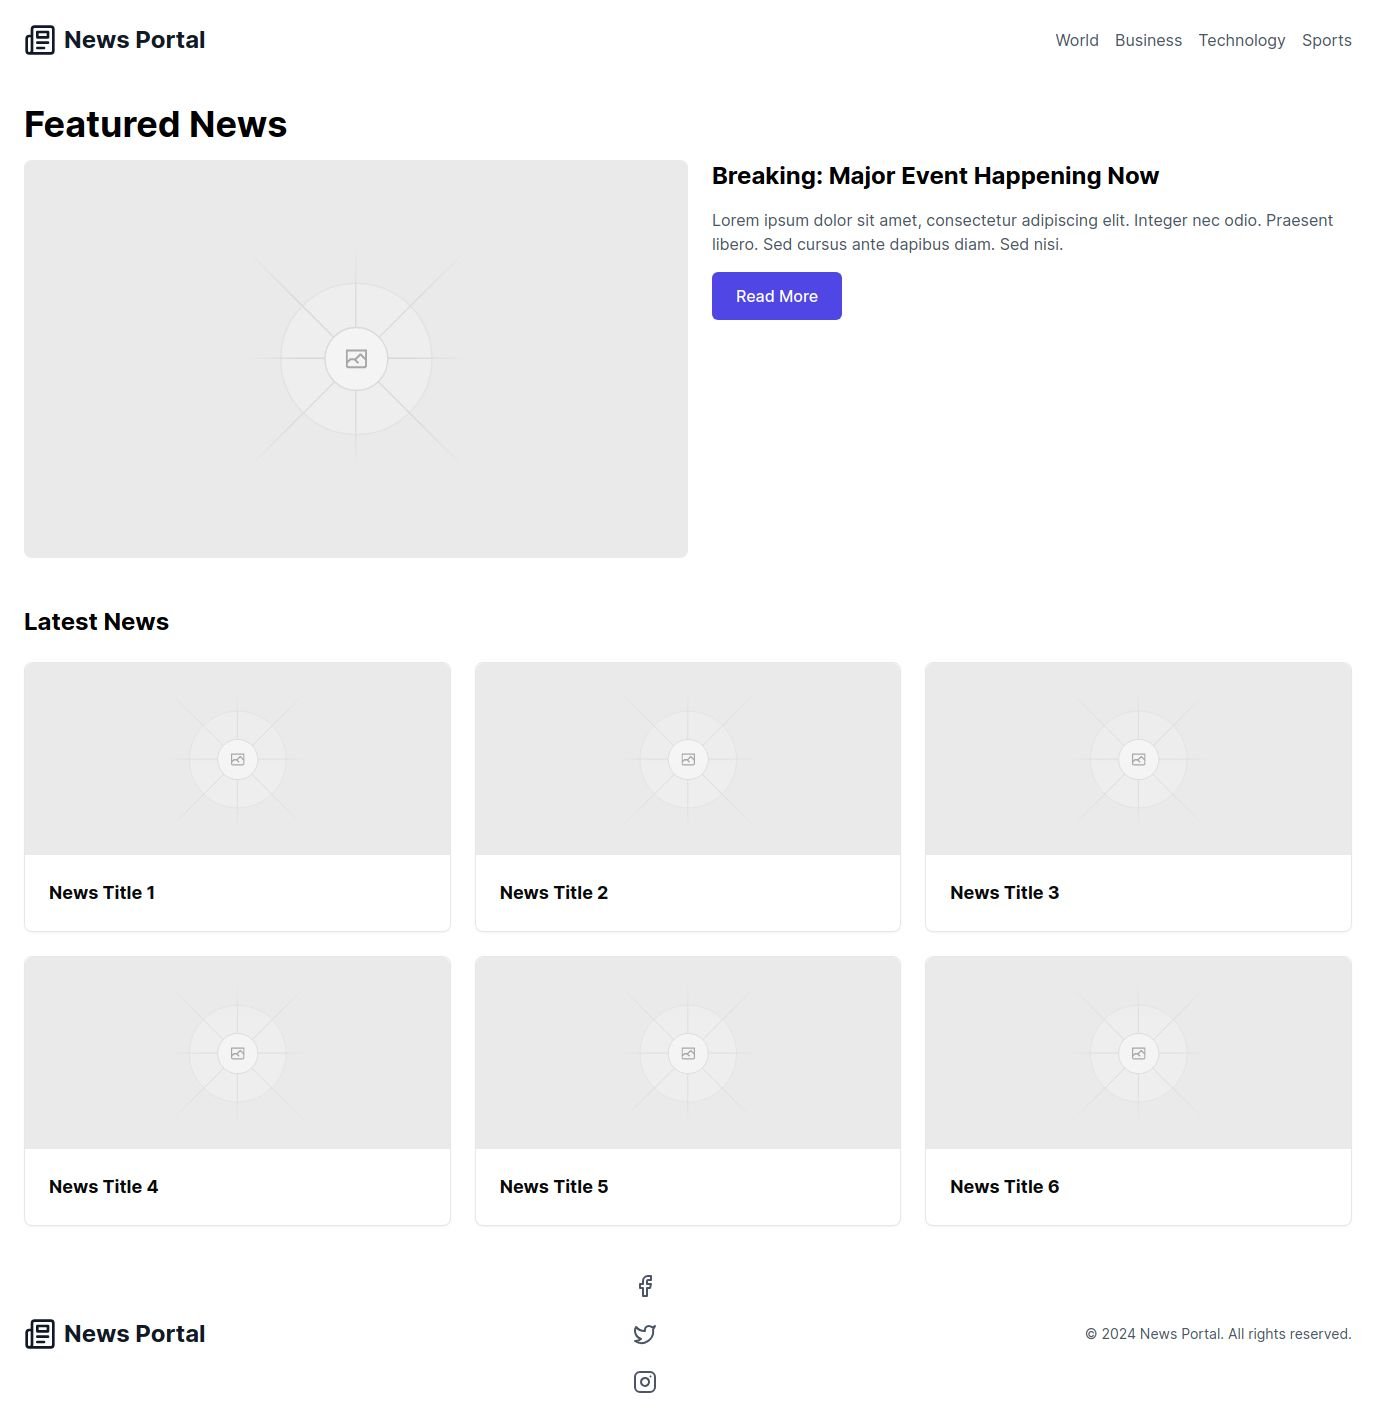 News Portal
World Business Technology Sports
Featured News
Breaking: Major Event Happening Now
Lorem ipsum dolor sit amet, consectetur adipiscing elit. Integer nec odio. Praesent
libero. Sed cursus ante dapibus diam. Sed nisi.
Read More
Latest News
News Title 1
News Title 2
News Title 3
News Title 4
News Title 5
News Title 6
News Portal
© 2024 News Portal. All rights reserved.